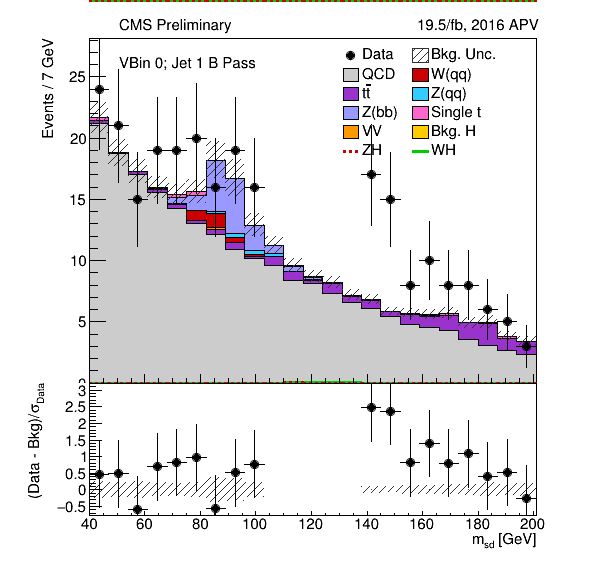 CMS Preliminary 19.5/fb, 2016 APV
Events / 7 GeV
VBin 0; Jet 1 B Pass
Data Bkg. Unc.
QCD W(qq)
tt̄ Z(qq)
Z(bb) Single t
VV Bkg. H
ZH WH
25
20
15
10
5
0
(Data - Bkg)/σData
3
2.5
2
1.5
1
0.5
0
−0.5
40 60 80 100 120 140 160 180 200
msd [GeV]